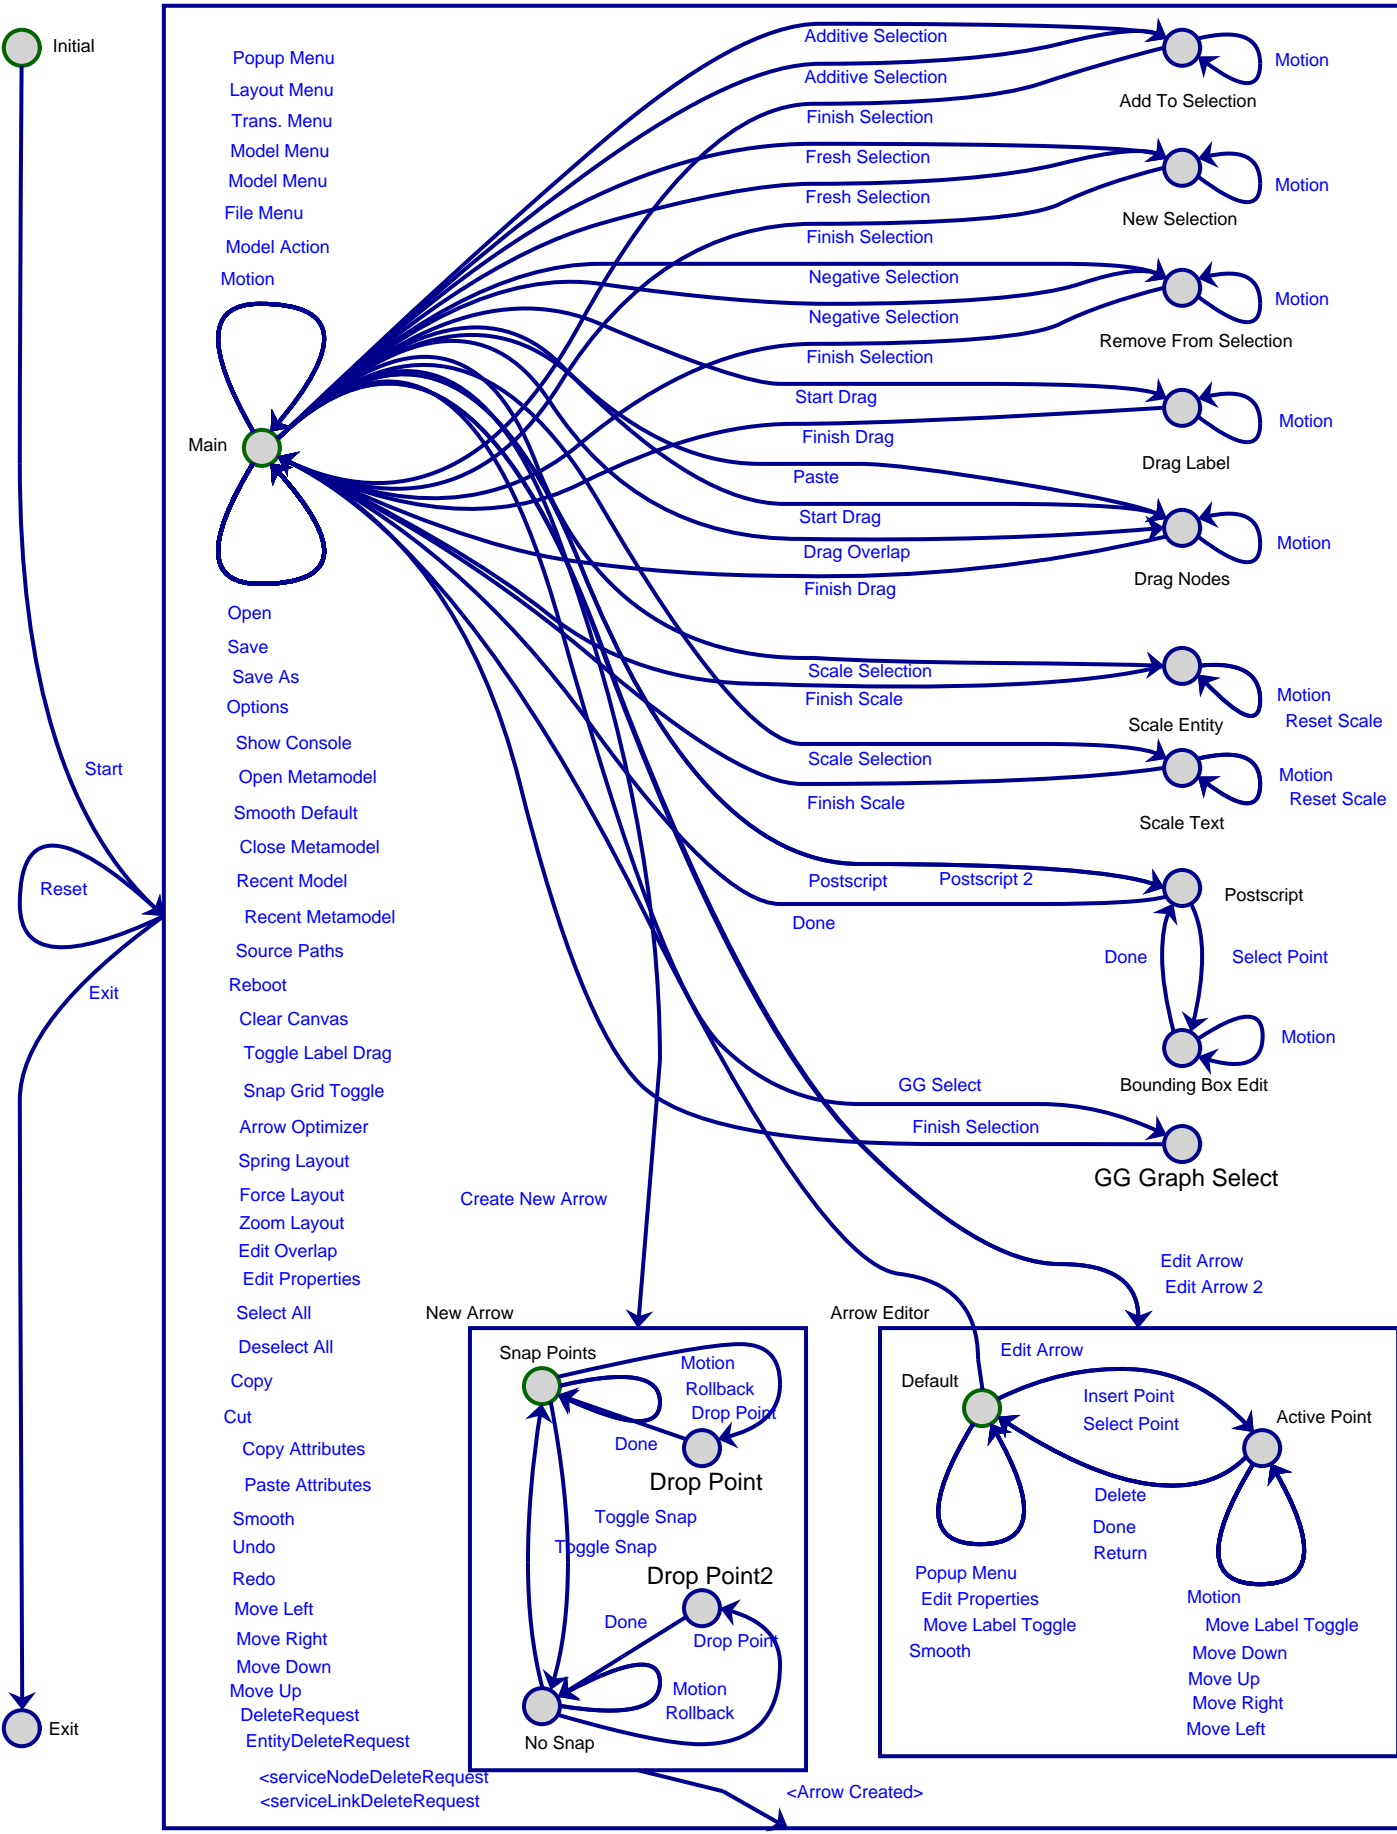 Initial
Popup Menu
Layout Menu
Trans. Menu
Model Menu
Model Menu
File Menu
Model Action
Motion
Main
Additive Selection
Additive Selection
Finish Selection
Motion
Add To Selection
Fresh Selection
Fresh Selection
Finish Selection
Motion
New Selection
Negative Selection
Negative Selection
Finish Selection
Motion
Remove From Selection
Start Drag
Finish Drag
Motion
Drag Label
Paste
Start Drag
Drag Overlap
Finish Drag
Motion
Drag Nodes
Scale Selection
Finish Scale
Motion
Reset Scale
Scale Entity
Scale Selection
Finish Scale
Motion
Reset Scale
Scale Text
Postscript
Postscript 2
Done
Postscript
Done
Select Point
Motion
Bounding Box Edit
GG Select
Finish Selection
GG Graph Select
Start
Reset
Exit
Exit
Open
Save
Save As
Options
Show Console
Open Metamodel
Smooth Default
Close Metamodel
Recent Model
Recent Metamodel
Source Paths
Reboot
Clear Canvas
Toggle Label Drag
Snap Grid Toggle
Arrow Optimizer
Spring Layout
Force Layout
Zoom Layout
Edit Overlap
Edit Properties
Select All
Deselect All
Copy
Cut
Copy Attributes
Paste Attributes
Smooth
Undo
Redo
Move Left
Move Right
Move Down
Move Up
DeleteRequest
EntityDeleteRequest
<serviceNodeDeleteRequest
<serviceLinkDeleteRequest
Create New Arrow
New Arrow
Snap Points
Motion
Rollback
Drop Point
Done
Drop Point
Toggle Snap
Toggle Snap
Drop Point2
Done
Drop Point
Motion
Rollback
No Snap
<Arrow Created>
Edit Arrow
Edit Arrow 2
Arrow Editor
Edit Arrow
Default
Insert Point
Select Point
Active Point
Delete
Done
Return
Popup Menu
Edit Properties
Move Label Toggle
Smooth
Motion
Move Label Toggle
Move Down
Move Up
Move Right
Move Left